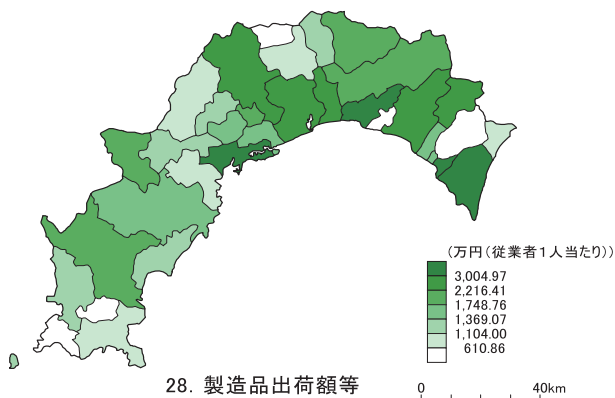 (万円(従業者1人当たり))
3,004.97
2,216.41
1,748.76
1,369.07
1,104.00
610.86
28. 製造品出荷額等
0 40km